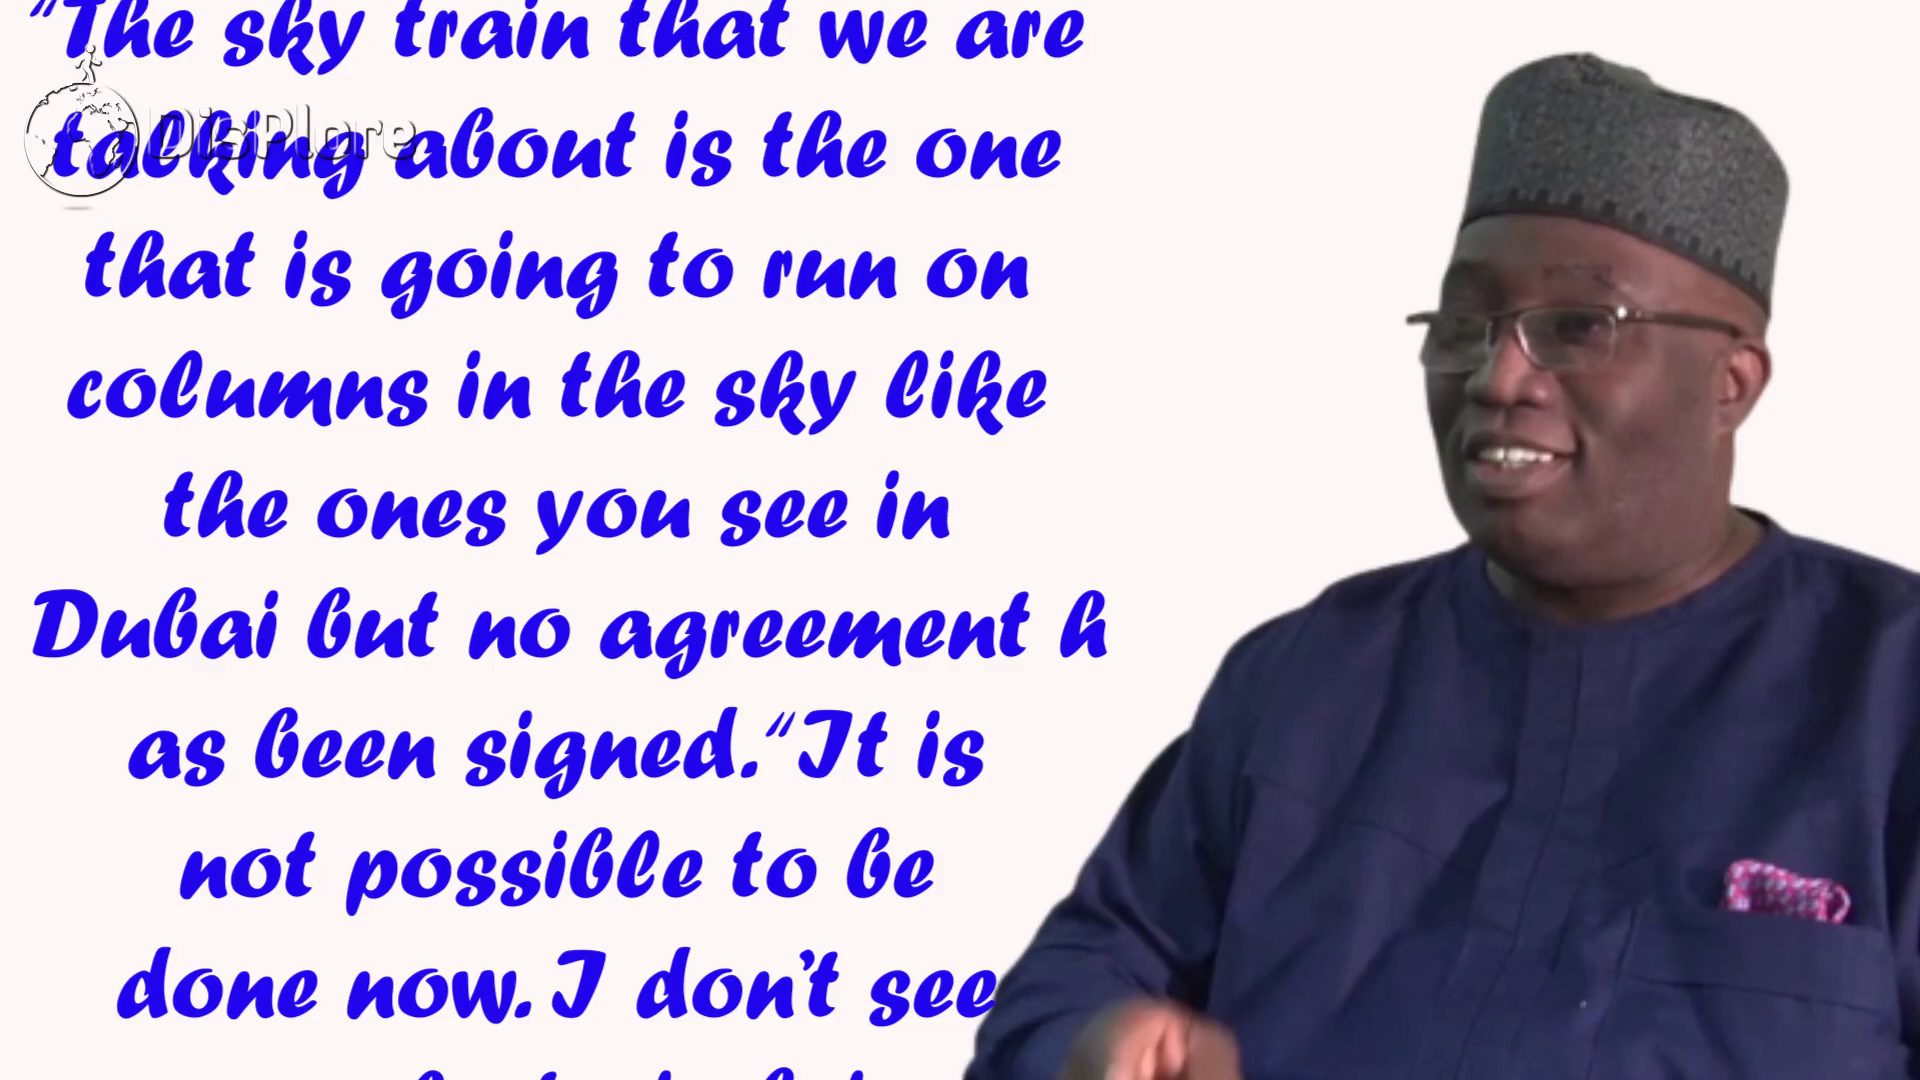 “The sky train that we are
DisPlore
talking about is the one
that is going to run on
columns in the sky like
the ones you see in
Dubai but no agreement h
as been signed.“It is
not possible to be
done now. I don’t see